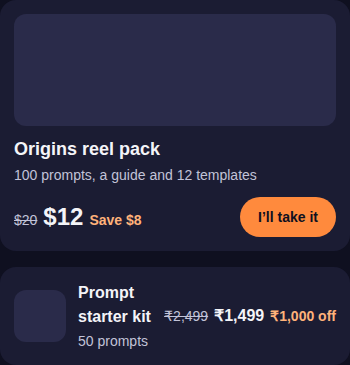 Origins reel pack
100 prompts, a guide and 12 templates
$20 $12 Save $8
I’ll take it
Prompt
starter kit
₹2,499 ₹1,499 ₹1,000 off
50 prompts